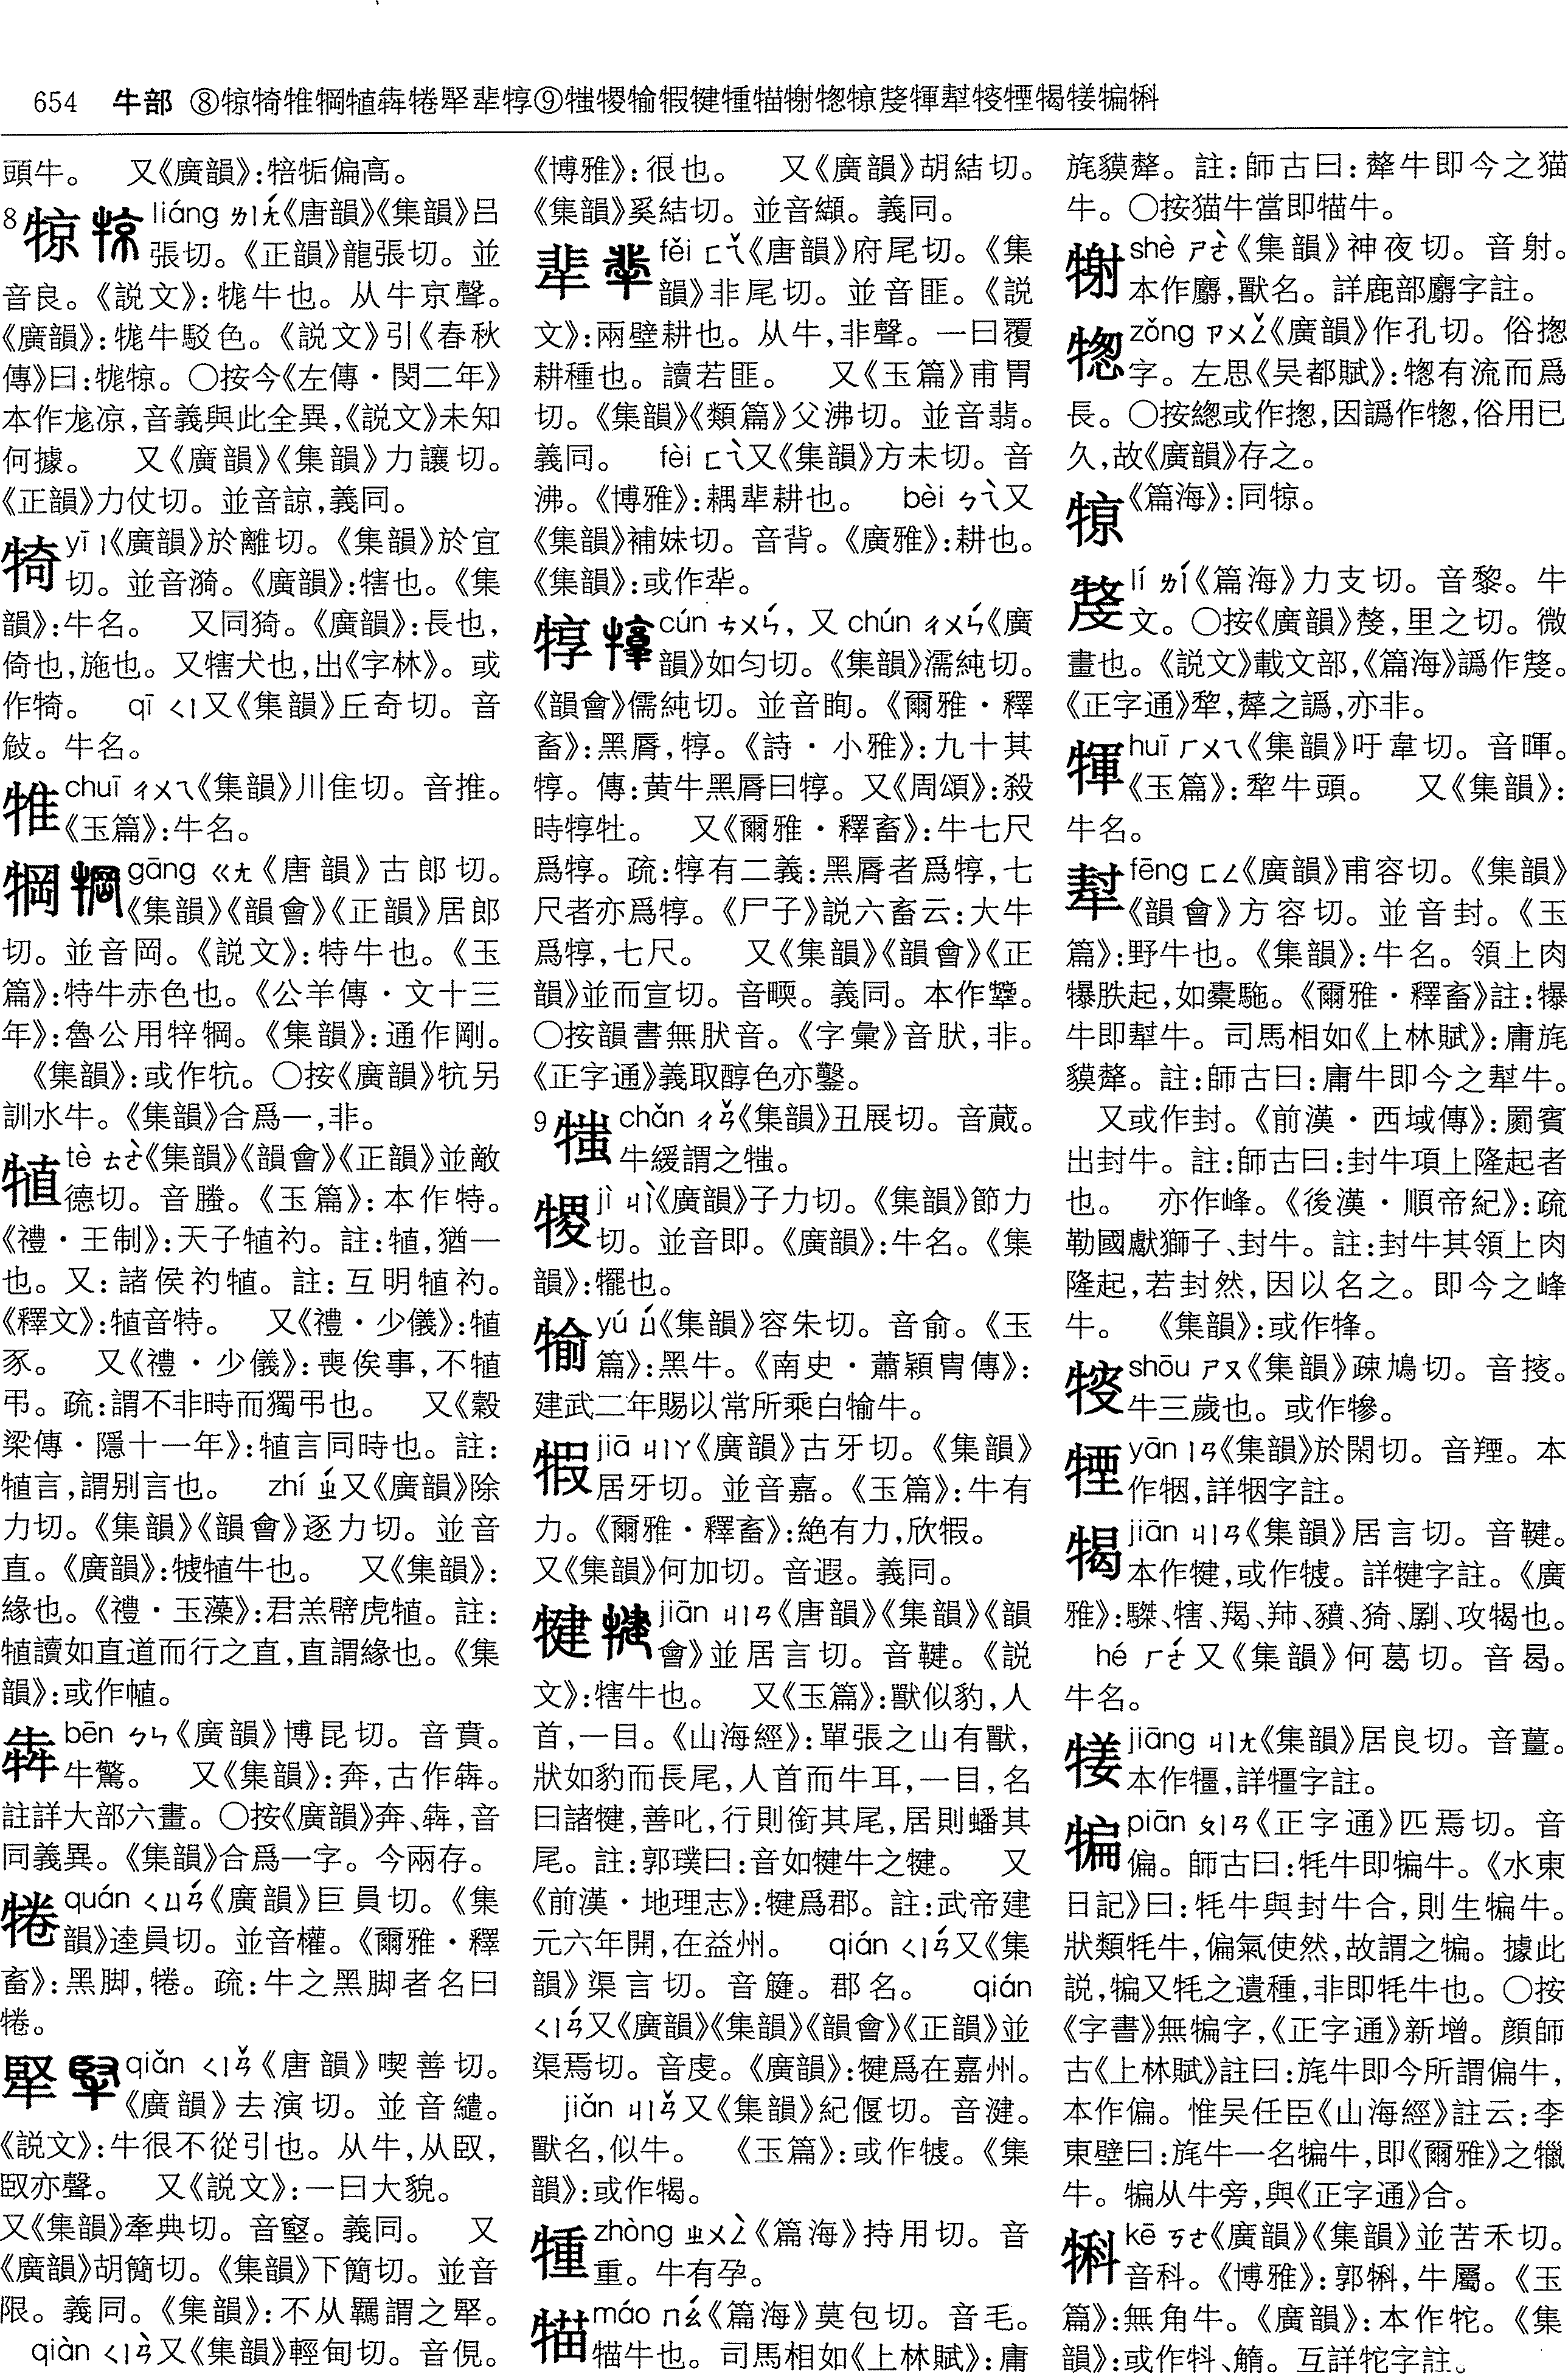 654 牛部 ⑧㹁犄𤙯犅犆犇犈掔㸬犉⑨𤚲㮨㺄犌犍㹑㹈𤚑㹅𤚩㹈㹆犎𤚼𤚗犗𤚥犏㸯
頭牛。 又《廣韻》:㸬㸸偏高。
8 㹁 liáng ㄌㄧㄤˊ《唐韻》《集韻》吕
張切。《正韻》龍張切。並
音良。《説文》:牻牛也。从牛京聲。
《廣韻》:牻牛駁色。《説文》引《春秋
傳》曰:牻㹁。〇按今《左傳·閔二年》
本作尨凉,音義與此全異,《説文》未知
何據。 又《廣韻》《集韻》力讓切。
《正韻》力仗切。並音諒,義同。
犄 yī ㄧ《廣韻》於離切。《集韻》於宜
切。並音漪。《廣韻》:犗也。《集
韻》:牛名。 又同猗。《廣韻》:長也,
倚也,施也。又犗犬也,出《字林》。或
作犄。 qī ㄑㄧ又《集韻》丘奇切。音
攲。牛名。
chuī ㄔㄨㄟ《集韻》川隹切。音推。
《玉篇》:牛名。
犅 gāng ㄍㄤ《唐韻》古郎切。
《集韻》《韻會》《正韻》居郎
切。並音岡。《説文》:特牛也。《玉
篇》:特牛赤色也。《公羊傳·文十三
年》:魯公用牸犅。《集韻》:通作剛。
《集韻》:或作牨。〇按《廣韻》牨另
訓水牛。《集韻》合爲一,非。
犆 tè ㄊㄜˋ《集韻》《韻會》《正韻》並敵
德切。音螣。《玉篇》:本作特。
《禮·王制》:天子犆礿。註:犆,猶一
也。又:諸侯礿犆。註:互明犆礿。
《釋文》:犆音特。 又《禮·少儀》:犆
豕。 又《禮·少儀》:喪俟事,不犆
弔。疏:謂不非時而獨弔也。 又《穀
梁傳·隱十一年》:犆言同時也。註:
犆言,謂别言也。 zhí ㄓˊ又《廣韻》除
力切。《集韻》《韻會》逐力切。並音
直。《廣韻》:㹔犆牛也。 又《集韻》:
緣也。《禮·玉藻》:君羔幦虎犆。註:
犆讀如直道而行之直,直謂緣也。《集
韻》:或作㥀。
犇 bēn ㄅㄣ《廣韻》博昆切。音賁。
牛驚。 又《集韻》:奔,古作犇。
註詳大部六畫。〇按《廣韻》奔、犇,音
同義異。《集韻》合爲一字。今兩存。
犈 quán ㄑㄩㄢˊ《廣韻》巨員切。《集
韻》逵員切。並音權。《爾雅·釋
畜》:黑脚,犈。疏:牛之黑脚者名曰
犈。
qiǎn ㄑㄧㄢˇ《唐韻》喫善切。
《廣韻》去演切。並音繾。
《説文》:牛很不從引也。从牛,从臤,
臤亦聲。 又《説文》:一曰大貌。
又《集韻》牽典切。音䃘。義同。 又
《廣韻》胡簡切。《集韻》下簡切。並音
限。義同。《集韻》:不从羈謂之㹂。
qiàn ㄑㄧㄢˋ又《集韻》輕甸切。音俔。
《博雅》:很也。 又《廣韻》胡結切。
《集韻》奚結切。並音纈。義同。
fěi ㄈㄟˇ《唐韻》府尾切。《集
韻》非尾切。並音匪。《説
文》:兩壁耕也。从牛,非聲。一曰覆
耕種也。讀若匪。 又《玉篇》甫胃
切。《集韻》《類篇》父沸切。並音翡。
義同。 fèi ㄈㄟˋ又《集韻》方未切。音
沸。《博雅》:耦㹃耕也。 bèi ㄅㄟˋ又
《集韻》補妹切。音背。《廣雅》:耕也。
《集韻》:或作㸬。
犉 cún ㄘㄨㄣˊ, 又 chún ㄔㄨㄣˊ《廣
韻》如匀切。《集韻》濡純切。
《韻會》儒純切。並音眴。《爾雅·釋
畜》:黑脣,犉。《詩·小雅》:九十其
犉。傳:黄牛黑脣曰犉。又《周頌》:殺
時犉牡。 又《爾雅·釋畜》:牛七尺
爲犉。疏:犉有二義:黑脣者爲犉,七
尺者亦爲犉。《尸子》説六畜云:大牛
爲犉,七尺。 又《集韻》《韻會》《正
韻》並而宣切。音㬉。義同。本作犉。
〇按韻書無肰音。《字彙》音肰,非。
《正字通》義取醇色亦鑿。
9 chǎn ㄔㄢˇ《集韻》丑展切。音蕆。
牛緩謂之㹌。
jì ㄐㄧˋ《廣韻》子力切。《集韻》節力
切。並音即。《廣韻》:牛名。《集
韻》:犤也。
yú ㄩˊ《集韻》容朱切。音俞。《玉
篇》:黑牛。《南史·蕭穎胄傳》:
建武二年賜以常所乘白牏牛。
犌 jiā ㄐㄧㄚ《廣韻》古牙切。《集韻》
居牙切。並音嘉。《玉篇》:牛有
力。《爾雅·釋畜》:絶有力,欣犌。
又《集韻》何加切。音遐。義同。
犍 jiān ㄐㄧㄢ《唐韻》《集韻》《韻
會》並居言切。音鞬。《説
文》:犗牛也。 又《玉篇》:獸似豹,人
首,一目。《山海經》:單張之山有獸,
狀如豹而長尾,人首而牛耳,一目,名
曰諸犍,善叱,行則銜其尾,居則蟠其
尾。註:郭璞曰:音如犍牛之犍。 又
《前漢·地理志》:犍爲郡。註:武帝建
元六年開,在益州。 qián ㄑㄧㄢˊ又《集
韻》渠言切。音籧。郡名。 qián
ㄑㄧㄢˊ又《廣韻》《集韻》《韻會》《正韻》並
渠焉切。音虔。《廣韻》:犍爲在嘉州。
jiǎn ㄐㄧㄢˇ又《集韻》紀偃切。音湕。
獸名,似牛。 《玉篇》:或作㹔。《集
韻》:或作犗。
zhòng ㄓㄨㄥˋ《篇海》持用切。音
重。牛有孕。
máo ㄇㄠˊ《篇海》莫包切。音毛。
㹈牛也。司馬相如《上林賦》:庸
旄貘犛。註:師古曰:犛牛即今之猫
牛。〇按猫牛當即㹈牛。
shè ㄕㄜˋ《集韻》神夜切。音射。
本作麝,獸名。詳鹿部麝字註。
zǒng ㄗㄨㄥˇ《廣韻》作孔切。俗揔
字。左思《吴都賦》:㹅有流而爲
長。〇按緫或作揔,因譌作㹅,俗用已
久,故《廣韻》存之。
《篇海》:同㹁。
lí ㄌㄧˊ《篇海》力支切。音黎。牛
文。〇按《廣韻》斄,里之切。微
畫也。《説文》載文部,《篇海》譌作㹈。
《正字通》犂,犛之譌,亦非。
huī ㄏㄨㄟ《集韻》吁韋切。音暉。
《玉篇》:犂牛頭。 又《集韻》:
牛名。
犎 fēng ㄈㄥ《廣韻》甫容切。《集韻》
《韻會》方容切。並音封。《玉
篇》:野牛也。《集韻》:牛名。領上肉
犦胅起,如橐駞。《爾雅·釋畜》註:犦
牛即犎牛。司馬相如《上林賦》:庸旄
貘犛。註:師古曰:庸牛即今之犎牛。
又或作封。《前漢·西域傳》:罽賓
出封牛。註:師古曰:封牛項上隆起者
也。 亦作峰。《後漢·順帝紀》:疏
勒國獻獅子、封牛。註:封牛其領上肉
隆起,若封然,因以名之。即今之峰
牛。 《集韻》:或作㸼。
shōu ㄕㄡ《集韻》疎鳩切。音搜。
牛三歲也。或作犙。
yān ㄧㄢ《集韻》於閑切。音羥。本
作㸶,詳㸶字註。
jiān ㄐㄧㄢ《集韻》居言切。音鞬。
本作犍,或作㹔。詳犍字註。《廣
雅》:騬、犗、羯、㸬、豶、猗、劅、攻㹇也。
hé ㄏㄜˊ又《集韻》何葛切。音曷。
牛名。
jiāng ㄐㄧㄤ《集韻》居良切。音薑。
本作犟,詳犟字註。
犏 piān ㄆㄧㄢ《正字通》匹焉切。音
偏。師古曰:牦牛即犏牛。《水東
日記》曰:牦牛與封牛合,則生犏牛。
狀類牦牛,偏氣使然,故謂之犏。據此
説,犏又牦之遺種,非即牦牛也。〇按
《字書》無犏字,《正字通》新增。顔師
古《上林賦》註曰:旄牛即今所謂偏牛,
本作偏。惟吴任臣《山海經》註云:李
東壁曰:旄牛一名犏牛,即《爾雅》之犣
牛。犏从牛旁,與《正字通》合。
kē ㄎㄜ《廣韻》《集韻》並苦禾切。
音科。《博雅》:郭㸯,牛屬。《玉
篇》:無角牛。《廣韻》:本作牠。《集
韻》:或作㸰、觰。互詳牠字註。